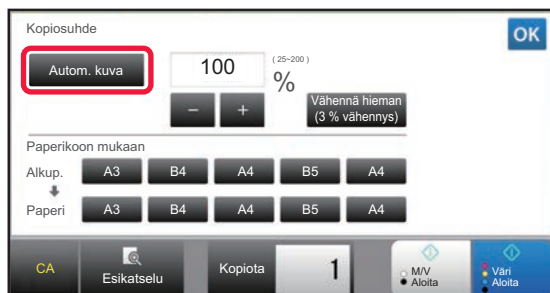 Kopiosuhde
OK
Autom. kuva
100
(25~200)
%
−
+
Vähennä hieman
(3 % vähennys)
Paperikoon mukaan
Alkup. A3 B4 A4 B5 A4
Paperi A3 B4 A4 B5 A4
CA
Esikatselu
Kopiota
1
M/V
Aloita
Väri
Aloita